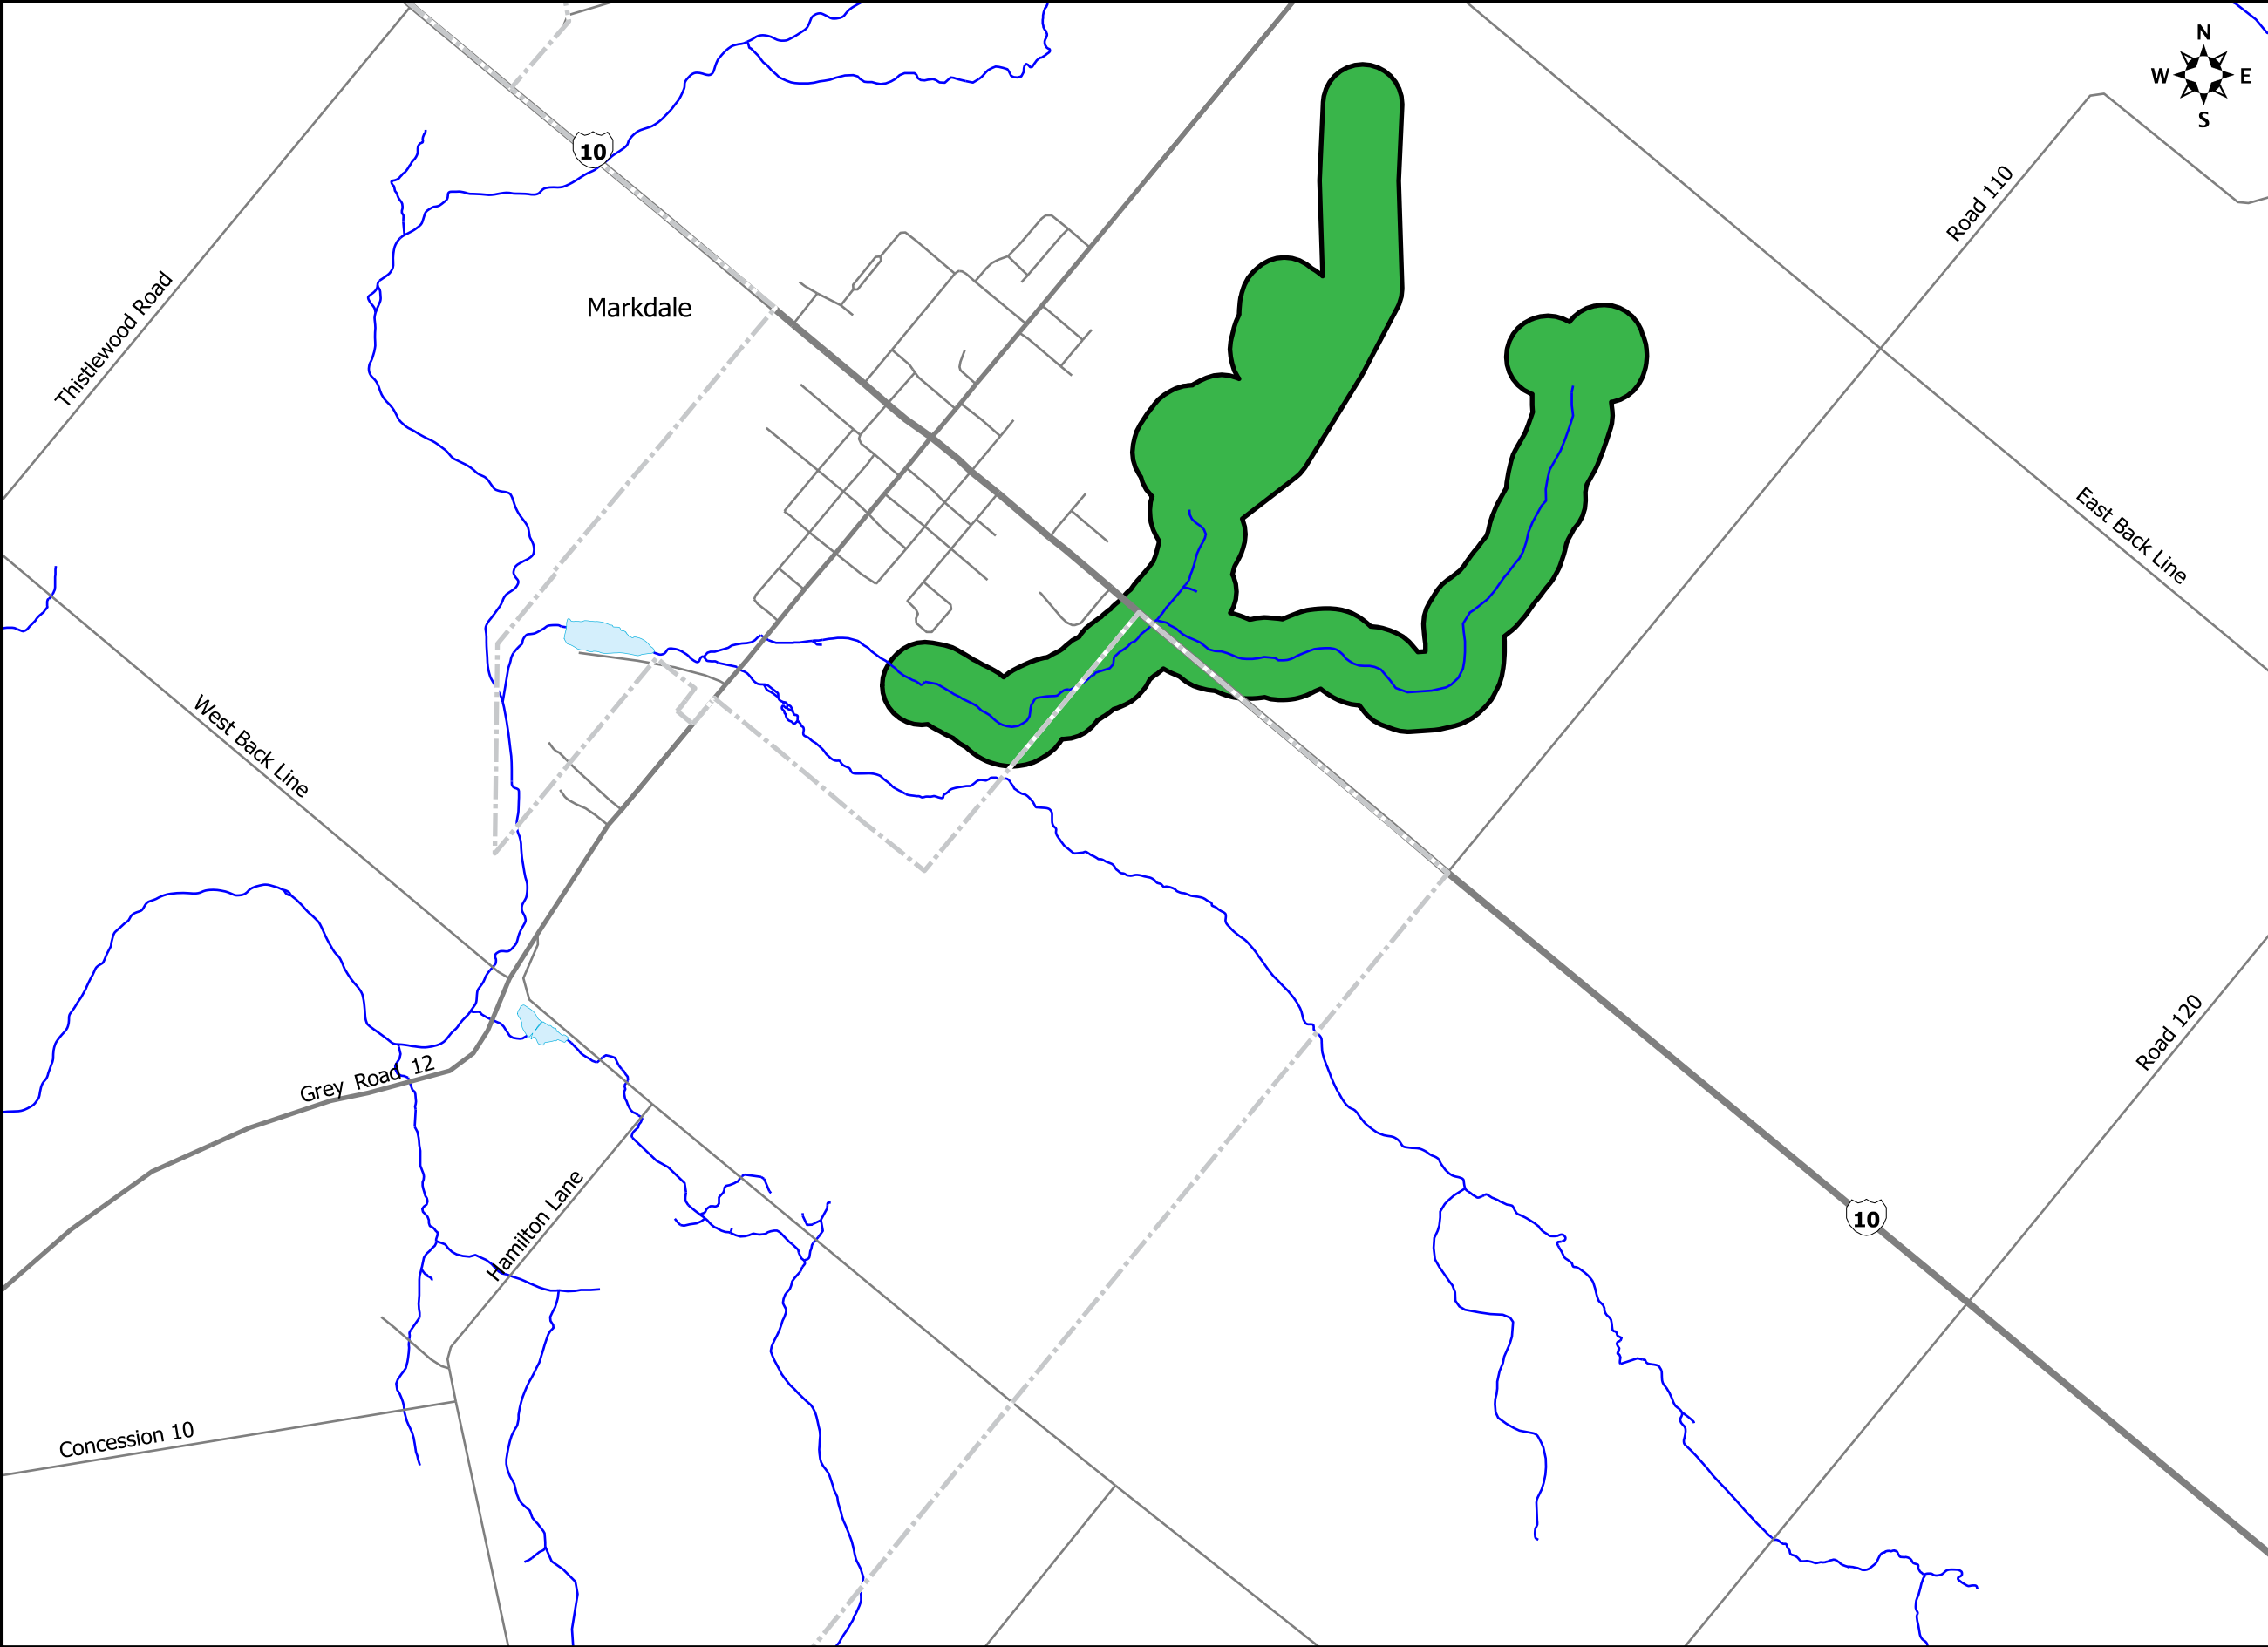 N
W E
S
10
Road 110
Thistlewood Road
Markdale
East Back Line
West Back Line
Grey Road 12
Road 120
Hamilton Lane
10
Concession 10